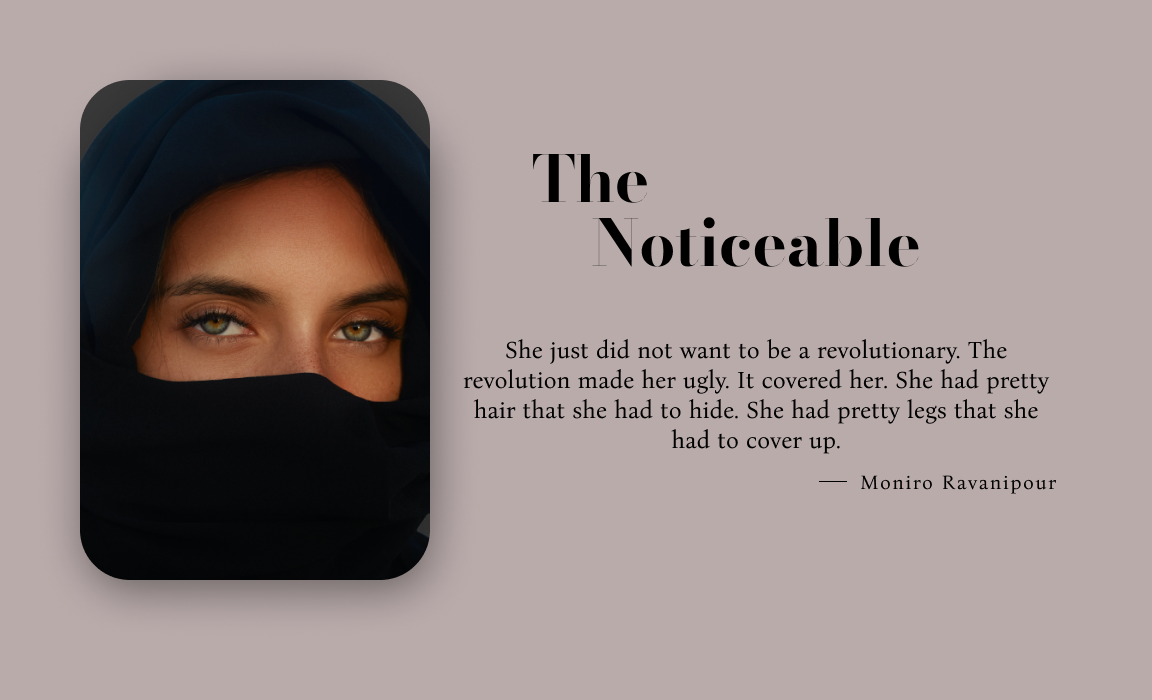 The
Noticeable
She just did not want to be a revolutionary. The
revolution made her ugly. It covered her. She had pretty
hair that she had to hide. She had pretty legs that she
had to cover up.
— Moniro Ravanipour